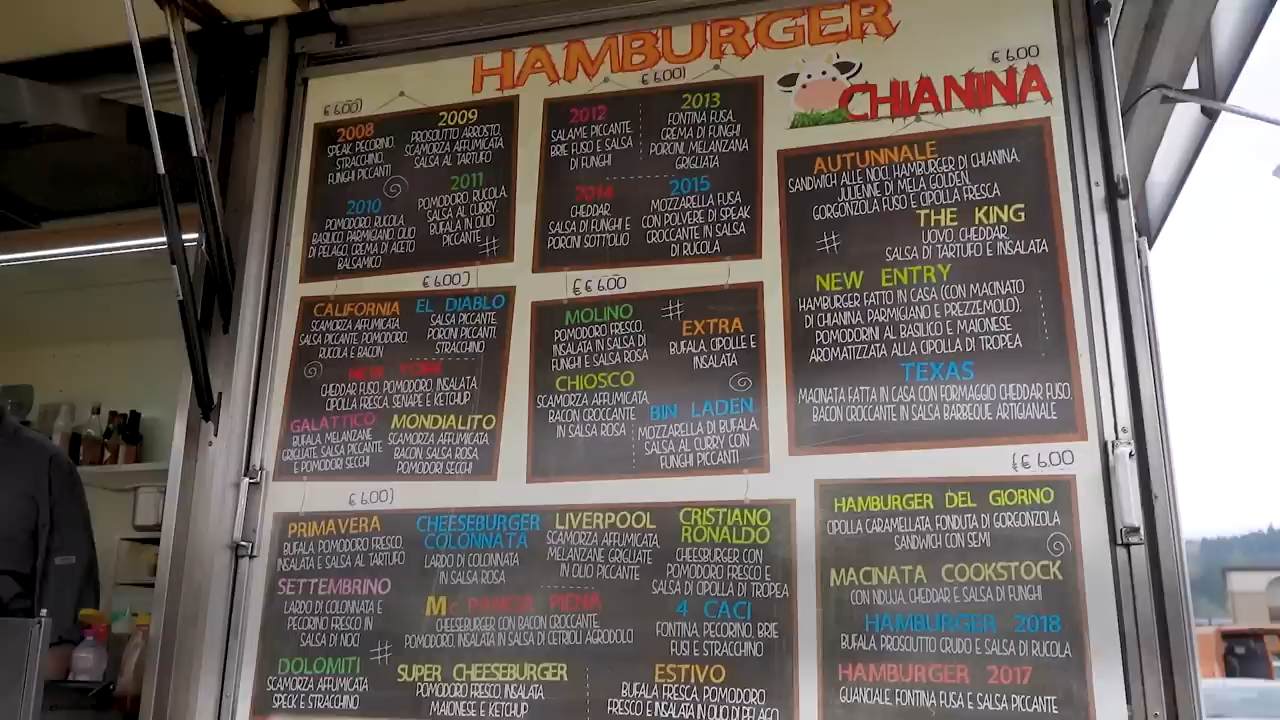 HAMBURGER
CHIANINA
€ 6,00
€ 6,00
€ 6,00
2008
SPEAK PECORINO,
STRACCHINO,
FUNGHI PICCANTI
2009
PROSCIUTTO ARROSTO,
SCAMORZA AFFUMICATA
SALSA AL TARTUFO
2010
POMODORO RUCOLA
BASILICO, PARMIGIANO, OLIO
DI PELAGO, CREMA DI ACETO
BALSAMICO
2011
POMODORO RUCOLA,
SALSA AL CURRY,
BUFALA IN OLIO
PICCANTE
#
2012
SALAME PICCANTE,
BRIE FUSO E SALSA
DI FUNGHI
2013
FONTINA FUSA,
CREMA DI FUNGHI
PORCINI, MELANZANA
GRIGLIATA
2014
CHEDDAR,
SALSA DI FUNGHI E
PORCINI SOTT'OLIO
2015
MOZZARELLA FUSA
CON POLVERE DI SPEAK
CROCCANTE IN SALSA
DI RUCOLA
AUTUNNALE
SANDWICH ALLE NOCI, HAMBURGER DI CHIANINA,
JULIENNE DI MELA GOLDEN,
GORGONZOLA FUSO E CIPOLLA FRESCA
THE KING
UOVO, CHEDDAR,
SALSA DI TARTUFO E INSALATA
#
NEW ENTRY
HAMBURGER FATTO IN CASA (CON MACINATO
DI CHIANINA, PARMIGIANO E PREZZEMOLO),
POMODORINI AL BASILICO E MAIONESE
AROMATIZZATA ALLA CIPOLLA DI TROPEA
TEXAS
MACINATA FATTA IN CASA CON FORMAGGIO CHEDDAR FUSO,
BACON CROCCANTE IN SALSA BARBEQUE ARTIGIANALE
€ 6,00
CALIFORNIA
SCAMORZA AFFUMICATA,
SALSA PICCANTE, POMODORO,
RUCOLA E BACON
EL DIABLO
SALSA PICCANTE,
PORCINI PICCANTI,
STRACCHINO
NEW YORK
CHEDDAR FUSO, POMODORO, INSALATA,
CIPOLLA FRESCA, SENAPE E KETCHUP
GALATTICO
BUFALA, MELANZANE
GRIGLIATE, SALSA PICCANTE
E POMODORI SECCHI
MONDIALITO
SCAMORZA AFFUMICATA,
BACON, SALSA ROSA,
POMODORI SECCHI
€ 6,00
MOLINO
POMODORO FRESCO,
INSALATA IN SALSA DI
FUNGHI E SALSA ROSA
#
EXTRA
BUFALA, CIPOLLE E
INSALATA
CHIOSCO
SCAMORZA AFFUMICATA,
BACON CROCCANTE
IN SALSA ROSA
BIN LADEN
MOZZARELLA DI BUFALA,
SALSA AL CURRY CON
FUNGHI PICCANTI
€ 6,00
PRIMAVERA
BUFALA, POMODORO FRESCO,
INSALATA E SALSA AL TARTUFO
CHEESEBURGER
COLONNATA
LARDO DI COLONNATA
IN SALSA ROSA
LIVERPOOL
SCAMORZA AFFUMICATA,
MELANZANE GRIGLIATE
IN OLIO PICCANTE
CRISTIANO
RONALDO
CHEESEBURGER CON
POMODORO FRESCO E
SALSA DI CIPOLLA DI TROPEA
SETTEMBRINO
LARDO DI COLONNATA E
PECORINO FRESCO IN
SALSA DI NOCI
#
Mc PANCIA PIENA
CHEESEBURGER CON BACON CROCCANTE,
POMODORO, INSALATA IN SALSA DI CETRIOLI AGRODOLCI
4 CACI
FONTINA, PECORINO, BRIE
FUSI E STRACCHINO
DOLOMITI
SCAMORZA AFFUMICATA
SPECK E STRACCHINO
SUPER CHEESEBURGER
POMODORO FRESCO, INSALATA,
MAIONESE E KETCHUP
ESTIVO
BUFALA FRESCA, POMODORO
FRESCO E INSALATA IN OLIO DI PELAGO
€ 6,00
HAMBURGER DEL GIORNO
CIPOLLA CARAMELLATA, FONDUTA DI GORGONZOLA
SANDWICH CON SEMI
MACINATA COOKSTOCK
CON NDUJA, CHEDDAR E SALSA DI FUNGHI
HAMBURGER 2018
BUFALA, PROSCIUTTO CRUDO E SALSA DI RUCOLA
HAMBURGER 2017
GUANCIALE, FONTINA FUSA E SALSA PICCANTE